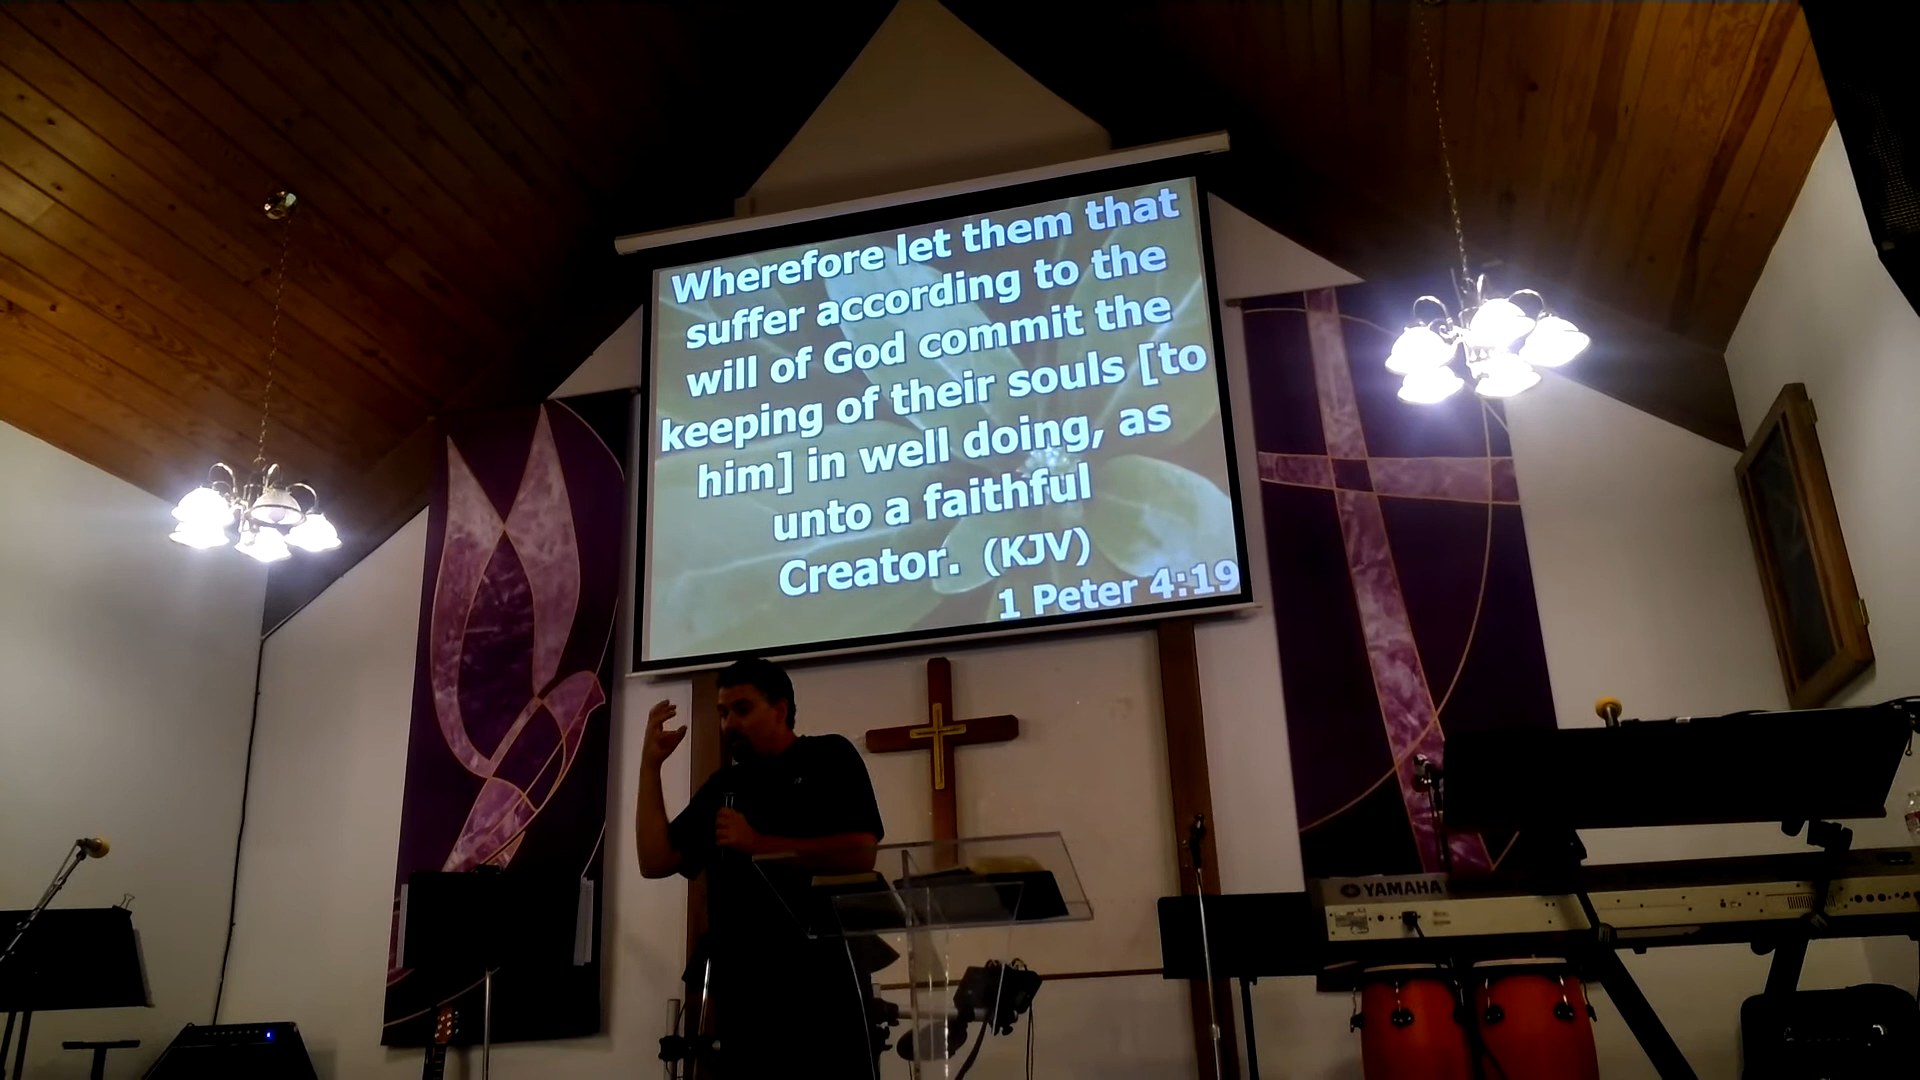 Wherefore let them that
suffer according to the
will of God commit the
keeping of their souls [to
him] in well doing, as
unto a faithful
Creator. (KJV)
1 Peter 4:19
YAMAHA